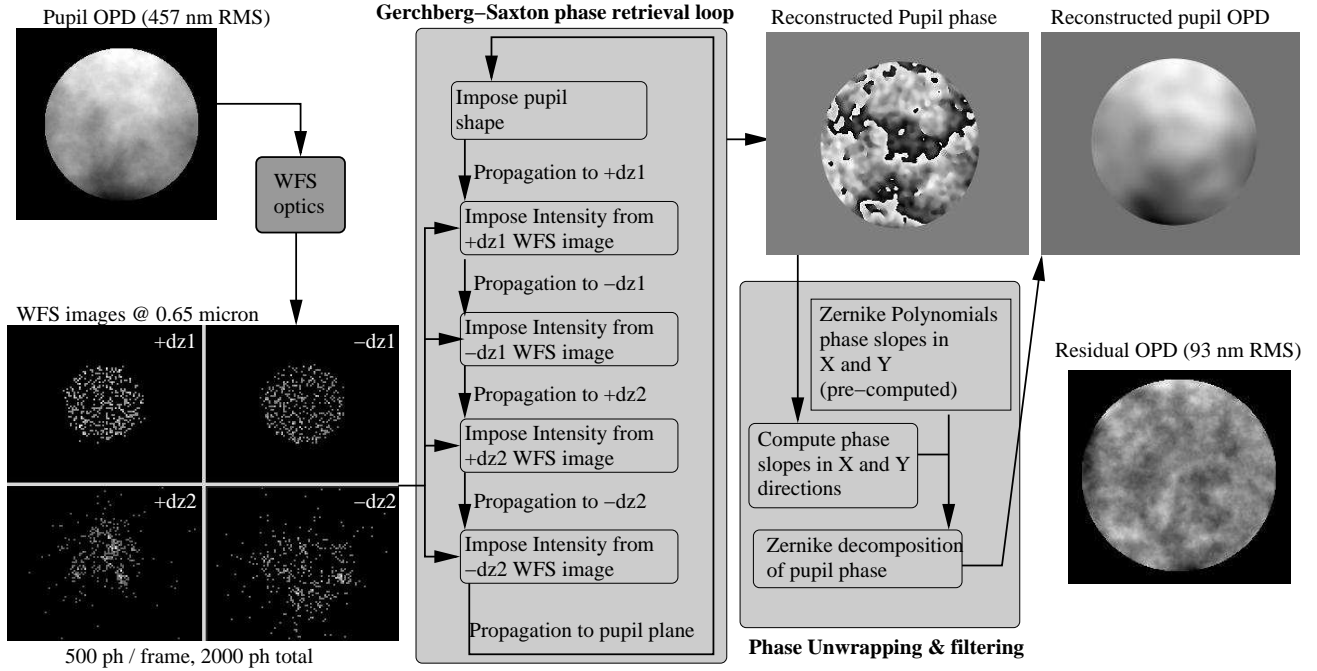 Pupil OPD (457 nm RMS)
WFS
optics
WFS images @ 0.65 micron
+dz1
−dz1
+dz2
−dz2
500 ph / frame, 2000 ph total
Gerchberg−Saxton phase retrieval loop
Impose pupil
shape
Propagation to +dz1
Impose Intensity from
+dz1 WFS image
Propagation to −dz1
Impose Intensity from
−dz1 WFS image
Propagation to +dz2
Impose Intensity from
+dz2 WFS image
Propagation to −dz2
Impose Intensity from
−dz2 WFS image
Propagation to pupil plane
Reconstructed Pupil phase
Zernike Polynomials
phase slopes in
X and Y
(pre−computed)
Compute phase
slopes in X and Y
directions
Zernike decomposition
of pupil phase
Phase Unwrapping & filtering
Reconstructed pupil OPD
Residual OPD (93 nm RMS)